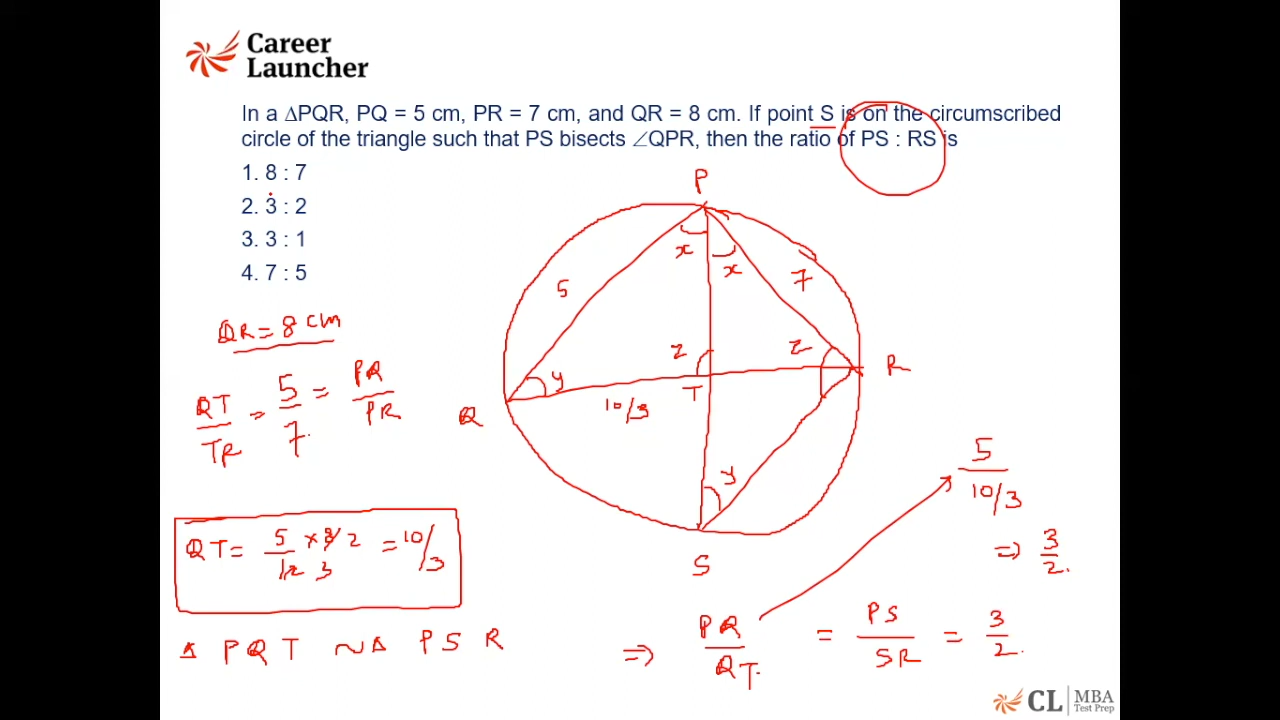 Career
Launcher
In a ΔPQR, PQ = 5 cm, PR = 7 cm, and QR = 8 cm. If point S is on the circumscribed
circle of the triangle such that PS bisects ∠QPR, then the ratio of PS : RS is
1. 8 : 7
2. 3 : 2
3. 3 : 1
4. 7 : 5
P
x
x
5
7
QR = 8 cm
z
z
R
y
T
10/3
Q
QT/TR = 5/7 = PQ/PR
y
5/(10/3)
QT = 5/12 × 8 2 3 = 10/3
⇒ 3/2.
S
Δ PQT ~ Δ PSR
⇒ PQ/QT = PS/SR = 3/2.
CL MBA
Test Prep